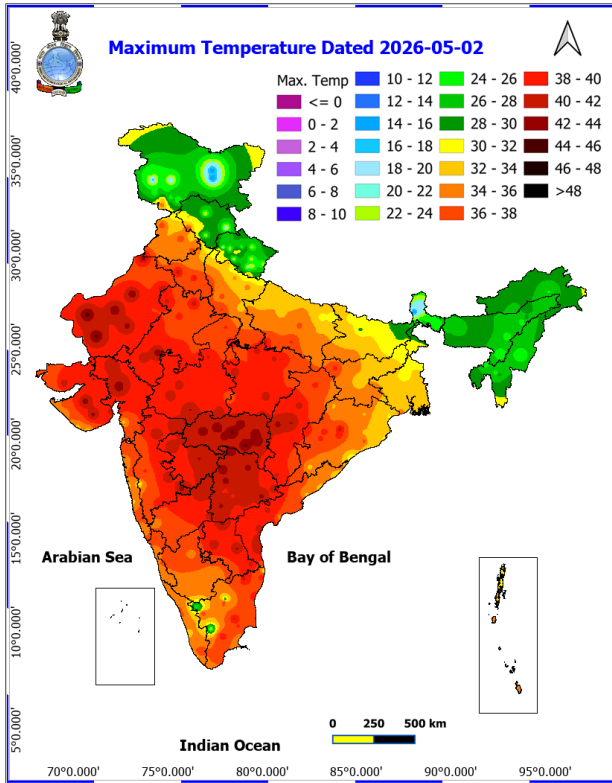 Maximum Temperature Dated 2026-05-02
Max. Temp
<= 0
0 - 2
2 - 4
4 - 6
6 - 8
8 - 10
10 - 12
12 - 14
14 - 16
16 - 18
18 - 20
20 - 22
22 - 24
24 - 26
26 - 28
28 - 30
30 - 32
32 - 34
34 - 36
36 - 38
38 - 40
40 - 42
42 - 44
44 - 46
46 - 48
>48
40°0.000'
35°0.000'
30°0.000'
25°0.000'
20°0.000'
15°0.000'
10°0.000'
5°0.000'
Arabian Sea
Bay of Bengal
Indian Ocean
0 250 500 km
70°0.000' 75°0.000' 80°0.000' 85°0.000' 90°0.000' 95°0.000'